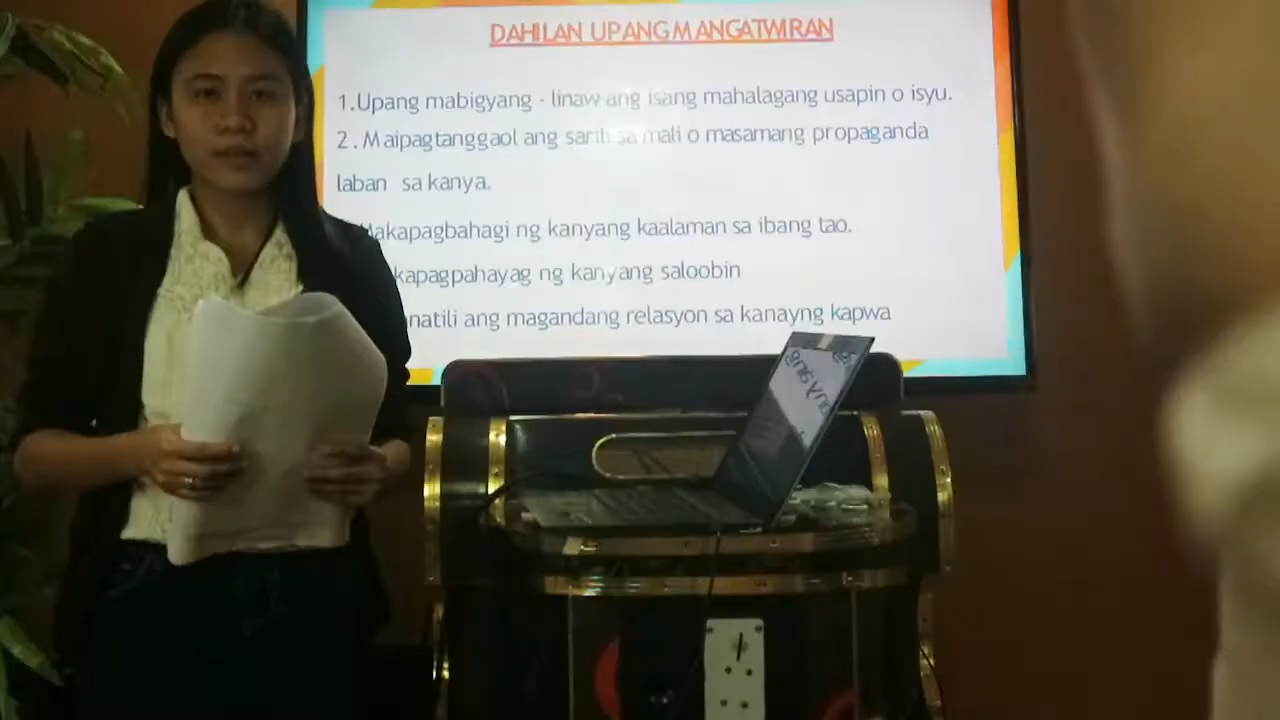 DAHILAN UPANG MANGATWIRAN
1.Upang mabigyang - linaw ang isang mahalagang usapin o isyu.
2. Maipagtanggaol ang sarili sa mali o masamang propaganda
laban sa kanya.
Makapagbahagi ng kanyang kaalaman sa ibang tao.
kapagpahayag ng kanyang saloobin
natili ang magandang relasyon sa kanayng kapwa